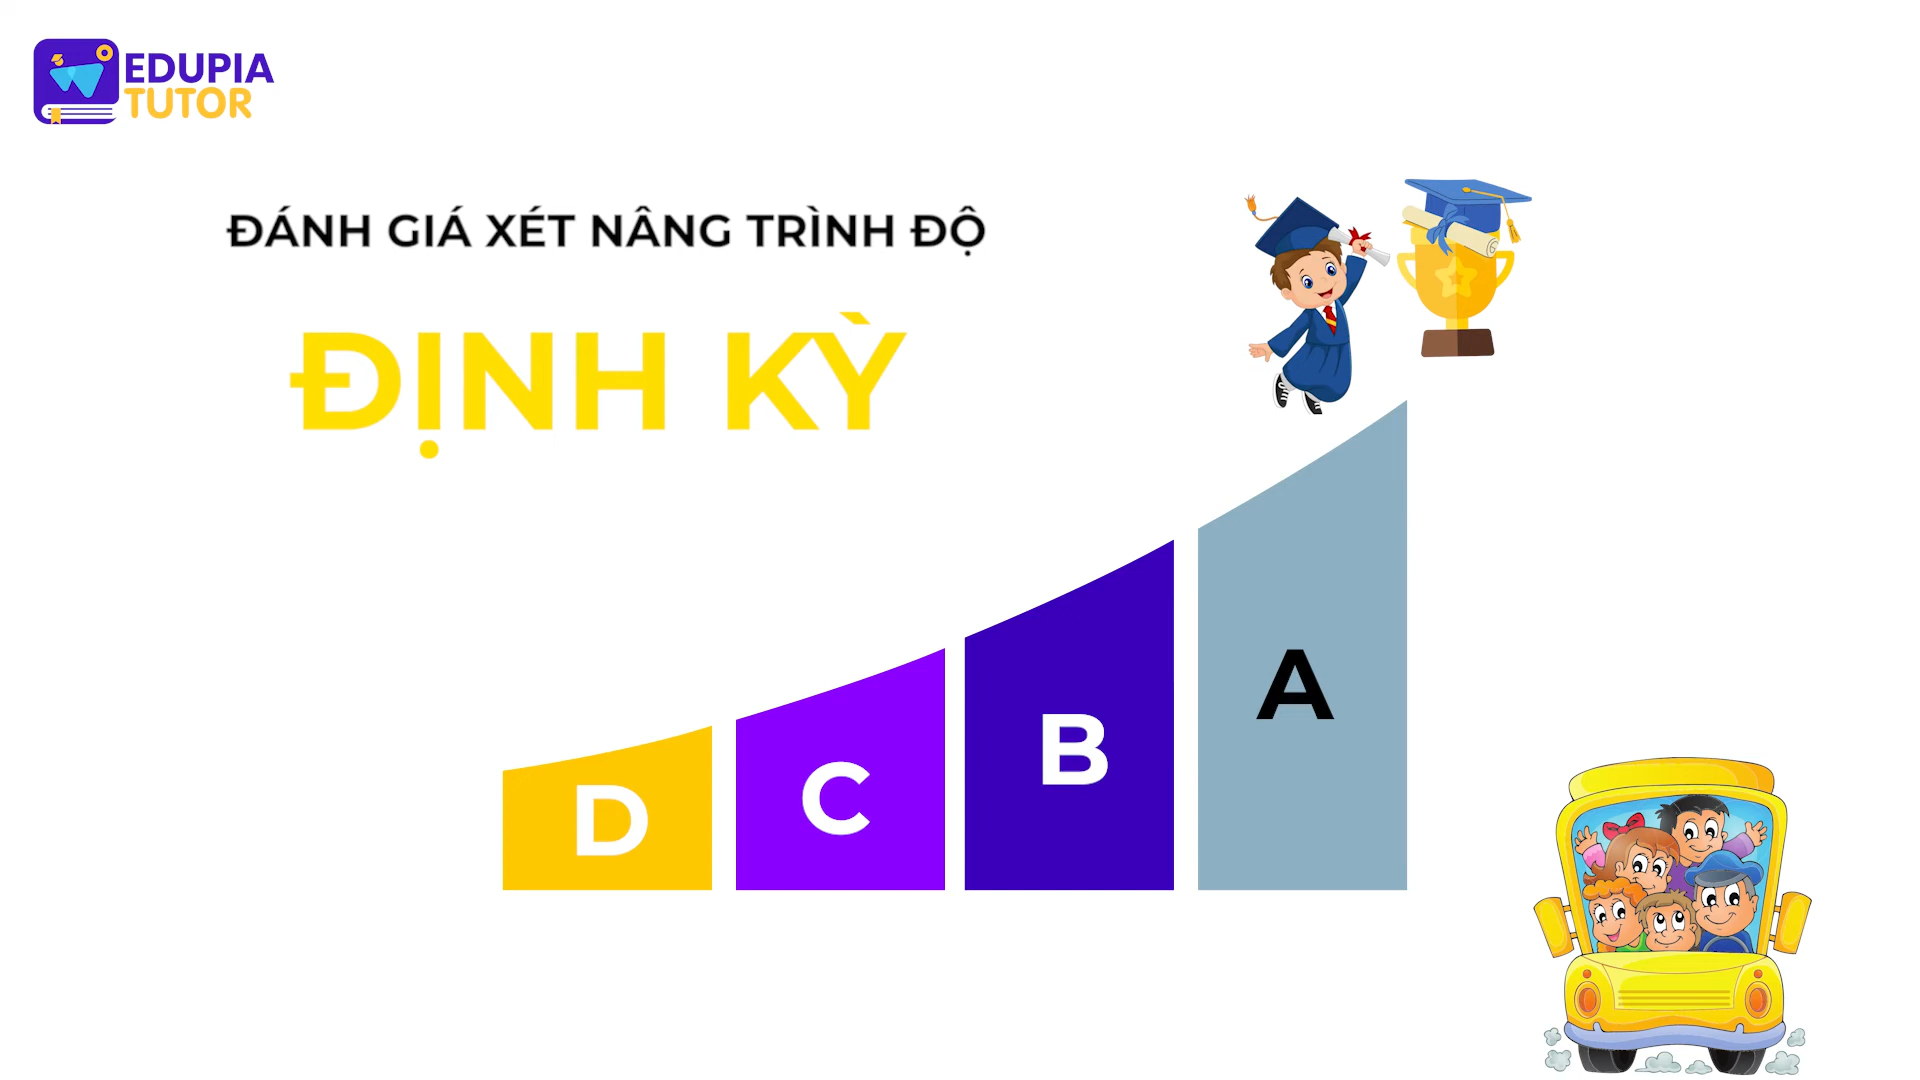 EDUPIA
TUTOR
ĐÁNH GIÁ XÉT NÂNG TRÌNH ĐỘ
ĐỊNH KỲ
D
C
B
A